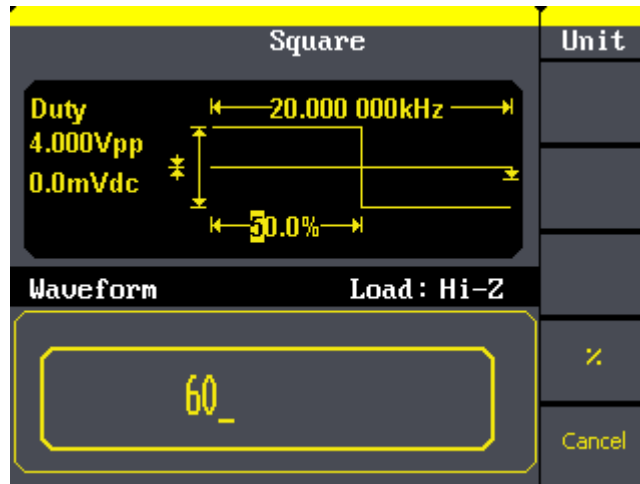 Square
Unit
Duty
20.000 000kHz
4.000Vpp
0.0mVdc
50.0%
Waveform
Load: Hi-Z
60_
%
Cancel